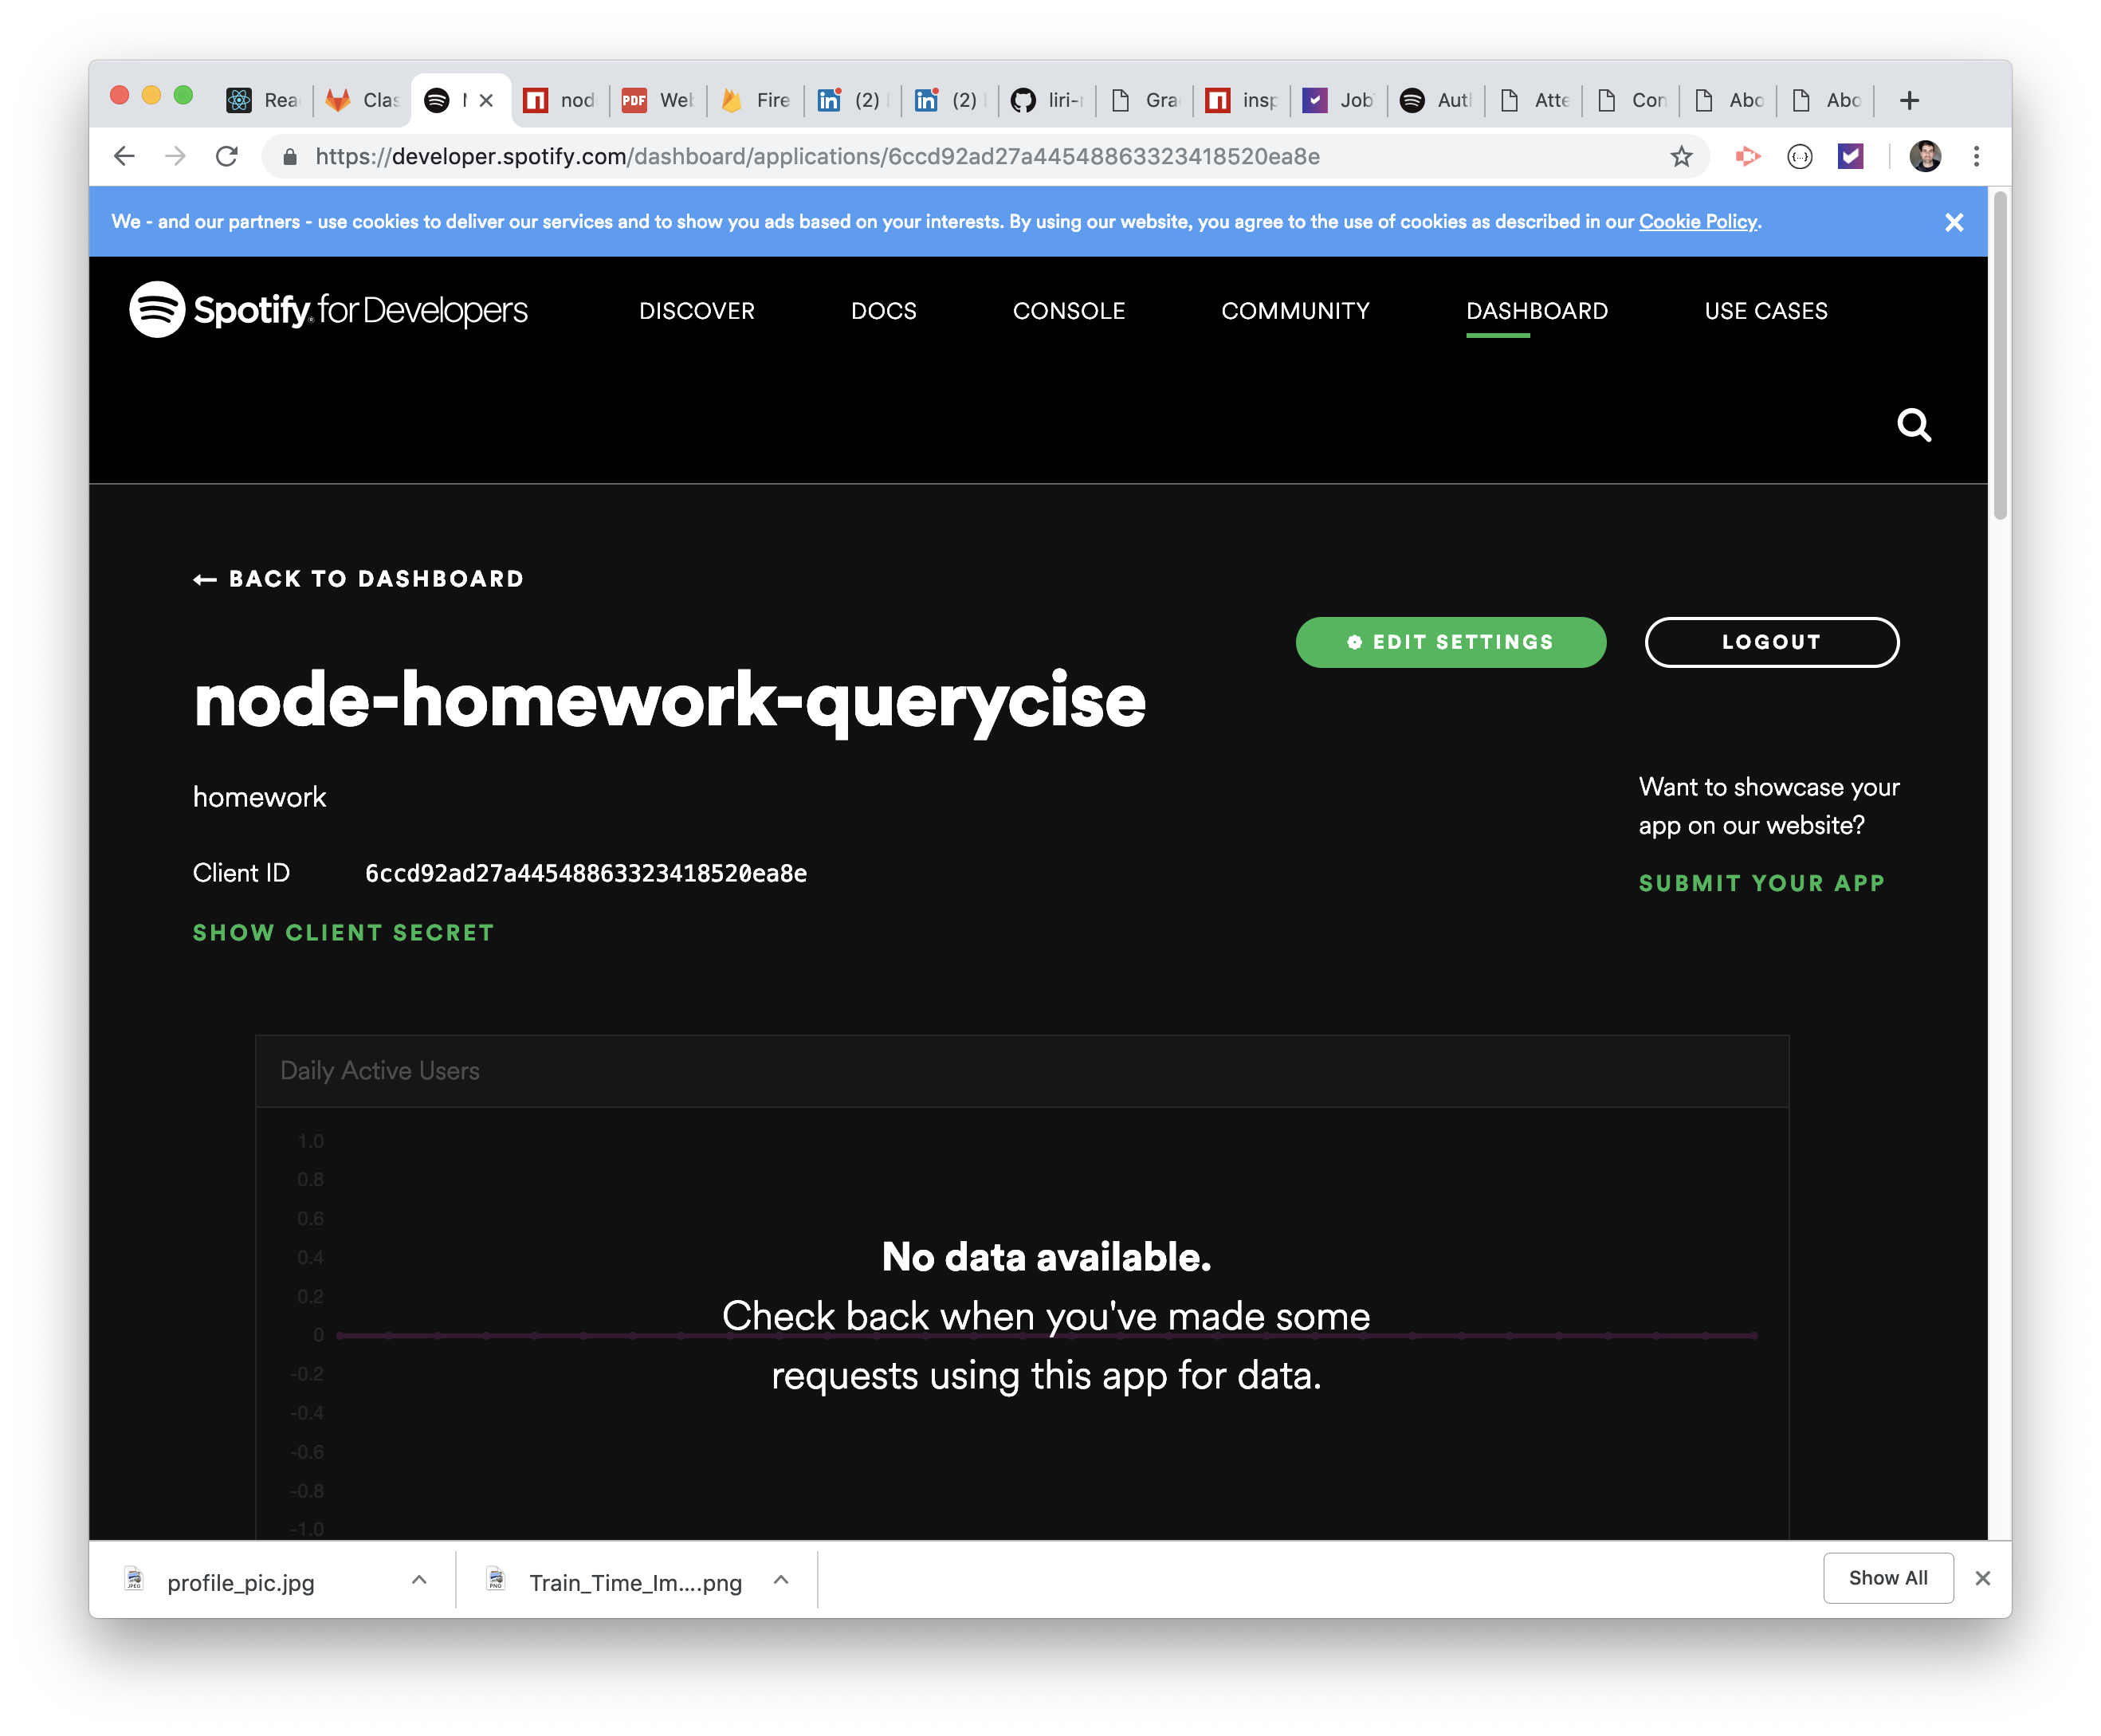 Rea Clas nod PDF Web Fire (2) (2) liri-r Gra insp Job Aut Atte Con Abo Abo
https://developer.spotify.com/dashboard/applications/6ccd92ad27a44548863323418520ea8e
We - and our partners - use cookies to deliver our services and to show you ads based on your interests. By using our website, you agree to the use of cookies as described in our Cookie Policy.
Spotify for Developers DISCOVER DOCS CONSOLE COMMUNITY DASHBOARD USE CASES
← BACK TO DASHBOARD
EDIT SETTINGS LOGOUT
node-homework-querycise
homework
Want to showcase your
app on our website?
Client ID 6ccd92ad27a44548863323418520ea8e
SUBMIT YOUR APP
SHOW CLIENT SECRET
Daily Active Users
1.0
0.8
0.6
0.4
0.2
0
-0.2
-0.4
-0.6
-0.8
-1.0
No data available.
Check back when you've made some
requests using this app for data.
profile_pic.jpg Train_Time_Im....png Show All